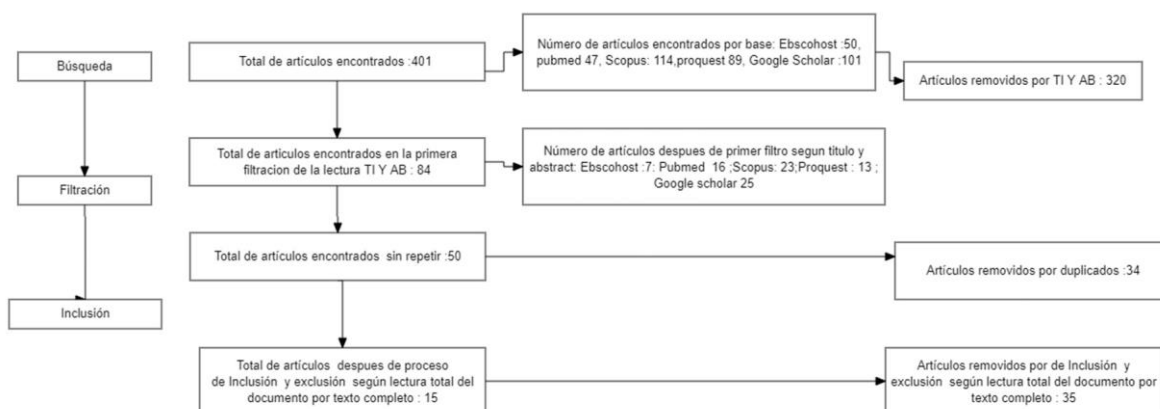 Búsqueda
Total de artículos encontrados :401
Número de artículos encontrados por base: Ebscohost :50,
pubmed 47, Scopus: 114,proquest 89, Google Scholar :101
Artículos removidos por TI Y AB : 320
Filtración
Total de articulos encontrados en la primera
filtracion de la lectura TI Y AB : 84
Número de artículos despues de primer filtro segun titulo y
abstract: Ebscohost :7: Pubmed 16 ;Scopus: 23;Proquest : 13 ;
Google scholar 25
Total de artículos encontrados sin repetir :50
Artículos removidos por duplicados :34
Inclusión
Total de artículos despues de proceso
de Inclusión y exclusión según lectura total del
documento por texto completo : 15
Artículos removidos por de Inclusión y
exclusión según lectura total del documento por
texto completo : 35